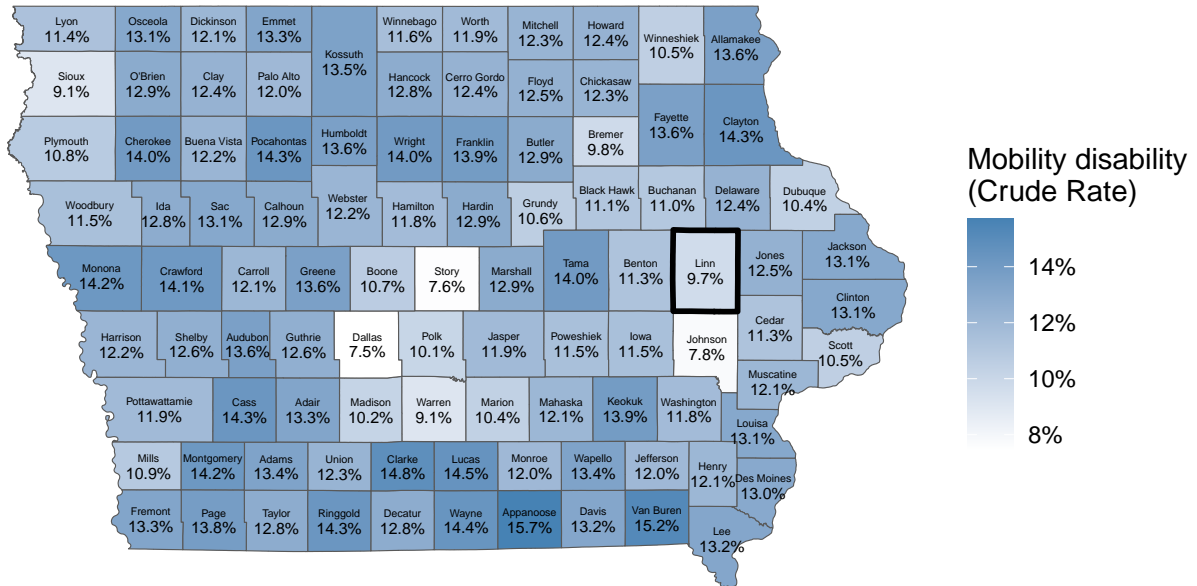 Lyon
11.4%
Osceola
13.1%
Dickinson
12.1%
Emmet
13.3%
Kossuth
13.5%
Winnebago
11.6%
Worth
11.9%
Mitchell
12.3%
Howard
12.4%
Winneshiek
10.5%
Allamakee
13.6%
Sioux
9.1%
O'Brien
12.9%
Clay
12.4%
Palo Alto
12.0%
Hancock
12.8%
Cerro Gordo
12.4%
Floyd
12.5%
Chickasaw
12.3%
Fayette
13.6%
Clayton
14.3%
Plymouth
10.8%
Cherokee
14.0%
Buena Vista
12.2%
Pocahontas
14.3%
Humboldt
13.6%
Wright
14.0%
Franklin
13.9%
Butler
12.9%
Bremer
9.8%
Woodbury
11.5%
Ida
12.8%
Sac
13.1%
Calhoun
12.9%
Webster
12.2%
Hamilton
11.8%
Hardin
12.9%
Grundy
10.6%
Black Hawk
11.1%
Buchanan
11.0%
Delaware
12.4%
Dubuque
10.4%
Monona
14.2%
Crawford
14.1%
Carroll
12.1%
Greene
13.6%
Boone
10.7%
Story
7.6%
Marshall
12.9%
Tama
14.0%
Benton
11.3%
Linn
9.7%
Jones
12.5%
Jackson
13.1%
Clinton
13.1%
Harrison
12.2%
Shelby
12.6%
Audubon
13.6%
Guthrie
12.6%
Dallas
7.5%
Polk
10.1%
Jasper
11.9%
Poweshiek
11.5%
Iowa
11.5%
Johnson
7.8%
Cedar
11.3%
Scott
10.5%
Muscatine
12.1%
Pottawattamie
11.9%
Cass
14.3%
Adair
13.3%
Madison
10.2%
Warren
9.1%
Marion
10.4%
Mahaska
12.1%
Keokuk
13.9%
Washington
11.8%
Louisa
13.1%
Mills
10.9%
Montgomery
14.2%
Adams
13.4%
Union
12.3%
Clarke
14.8%
Lucas
14.5%
Monroe
12.0%
Wapello
13.4%
Jefferson
12.0%
Henry
12.1%
Des Moines
13.0%
Fremont
13.3%
Page
13.8%
Taylor
12.8%
Ringgold
14.3%
Decatur
12.8%
Wayne
14.4%
Appanoose
15.7%
Davis
13.2%
Van Buren
15.2%
Lee
13.2%
Mobility disability
(Crude Rate)
14%
12%
10%
8%